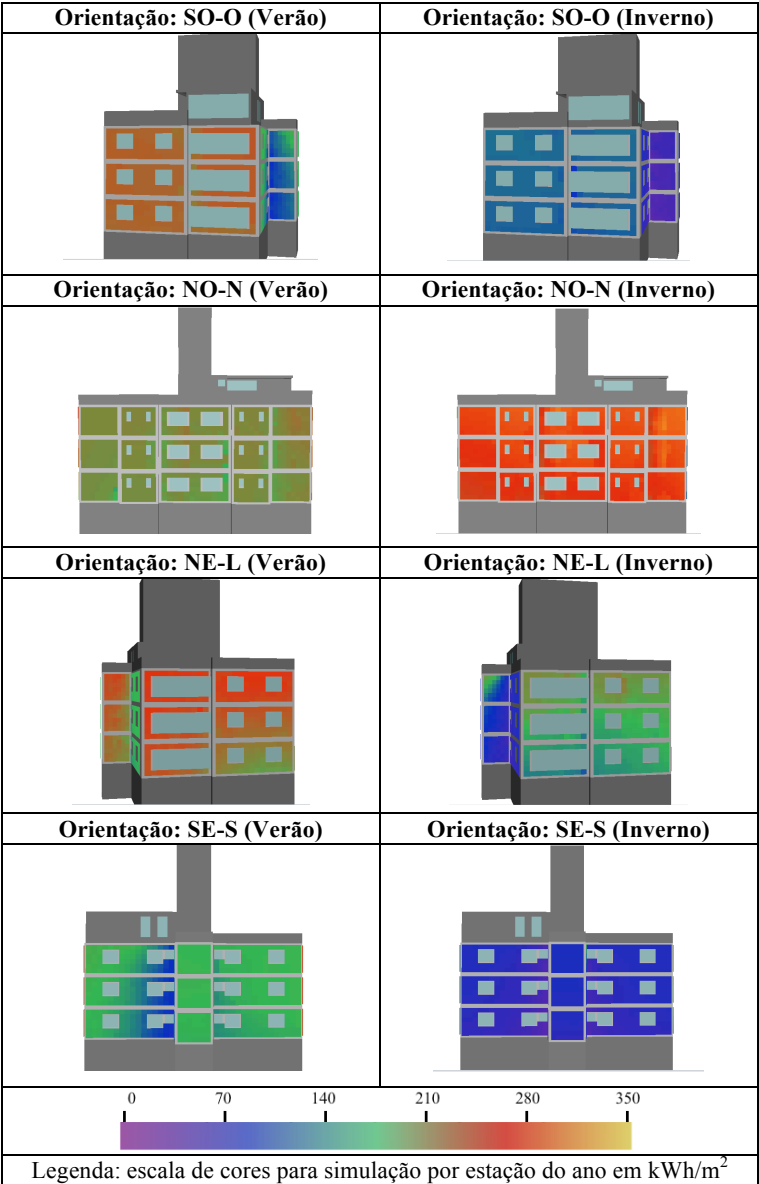 Orientação: SO-O (Verão)
Orientação: SO-O (Inverno)
Orientação: NO-N (Verão)
Orientação: NO-N (Inverno)
Orientação: NE-L (Verão)
Orientação: NE-L (Inverno)
Orientação: SE-S (Verão)
Orientação: SE-S (Inverno)
0 70 140 210 280 350
Legenda: escala de cores para simulação por estação do ano em kWh/m²